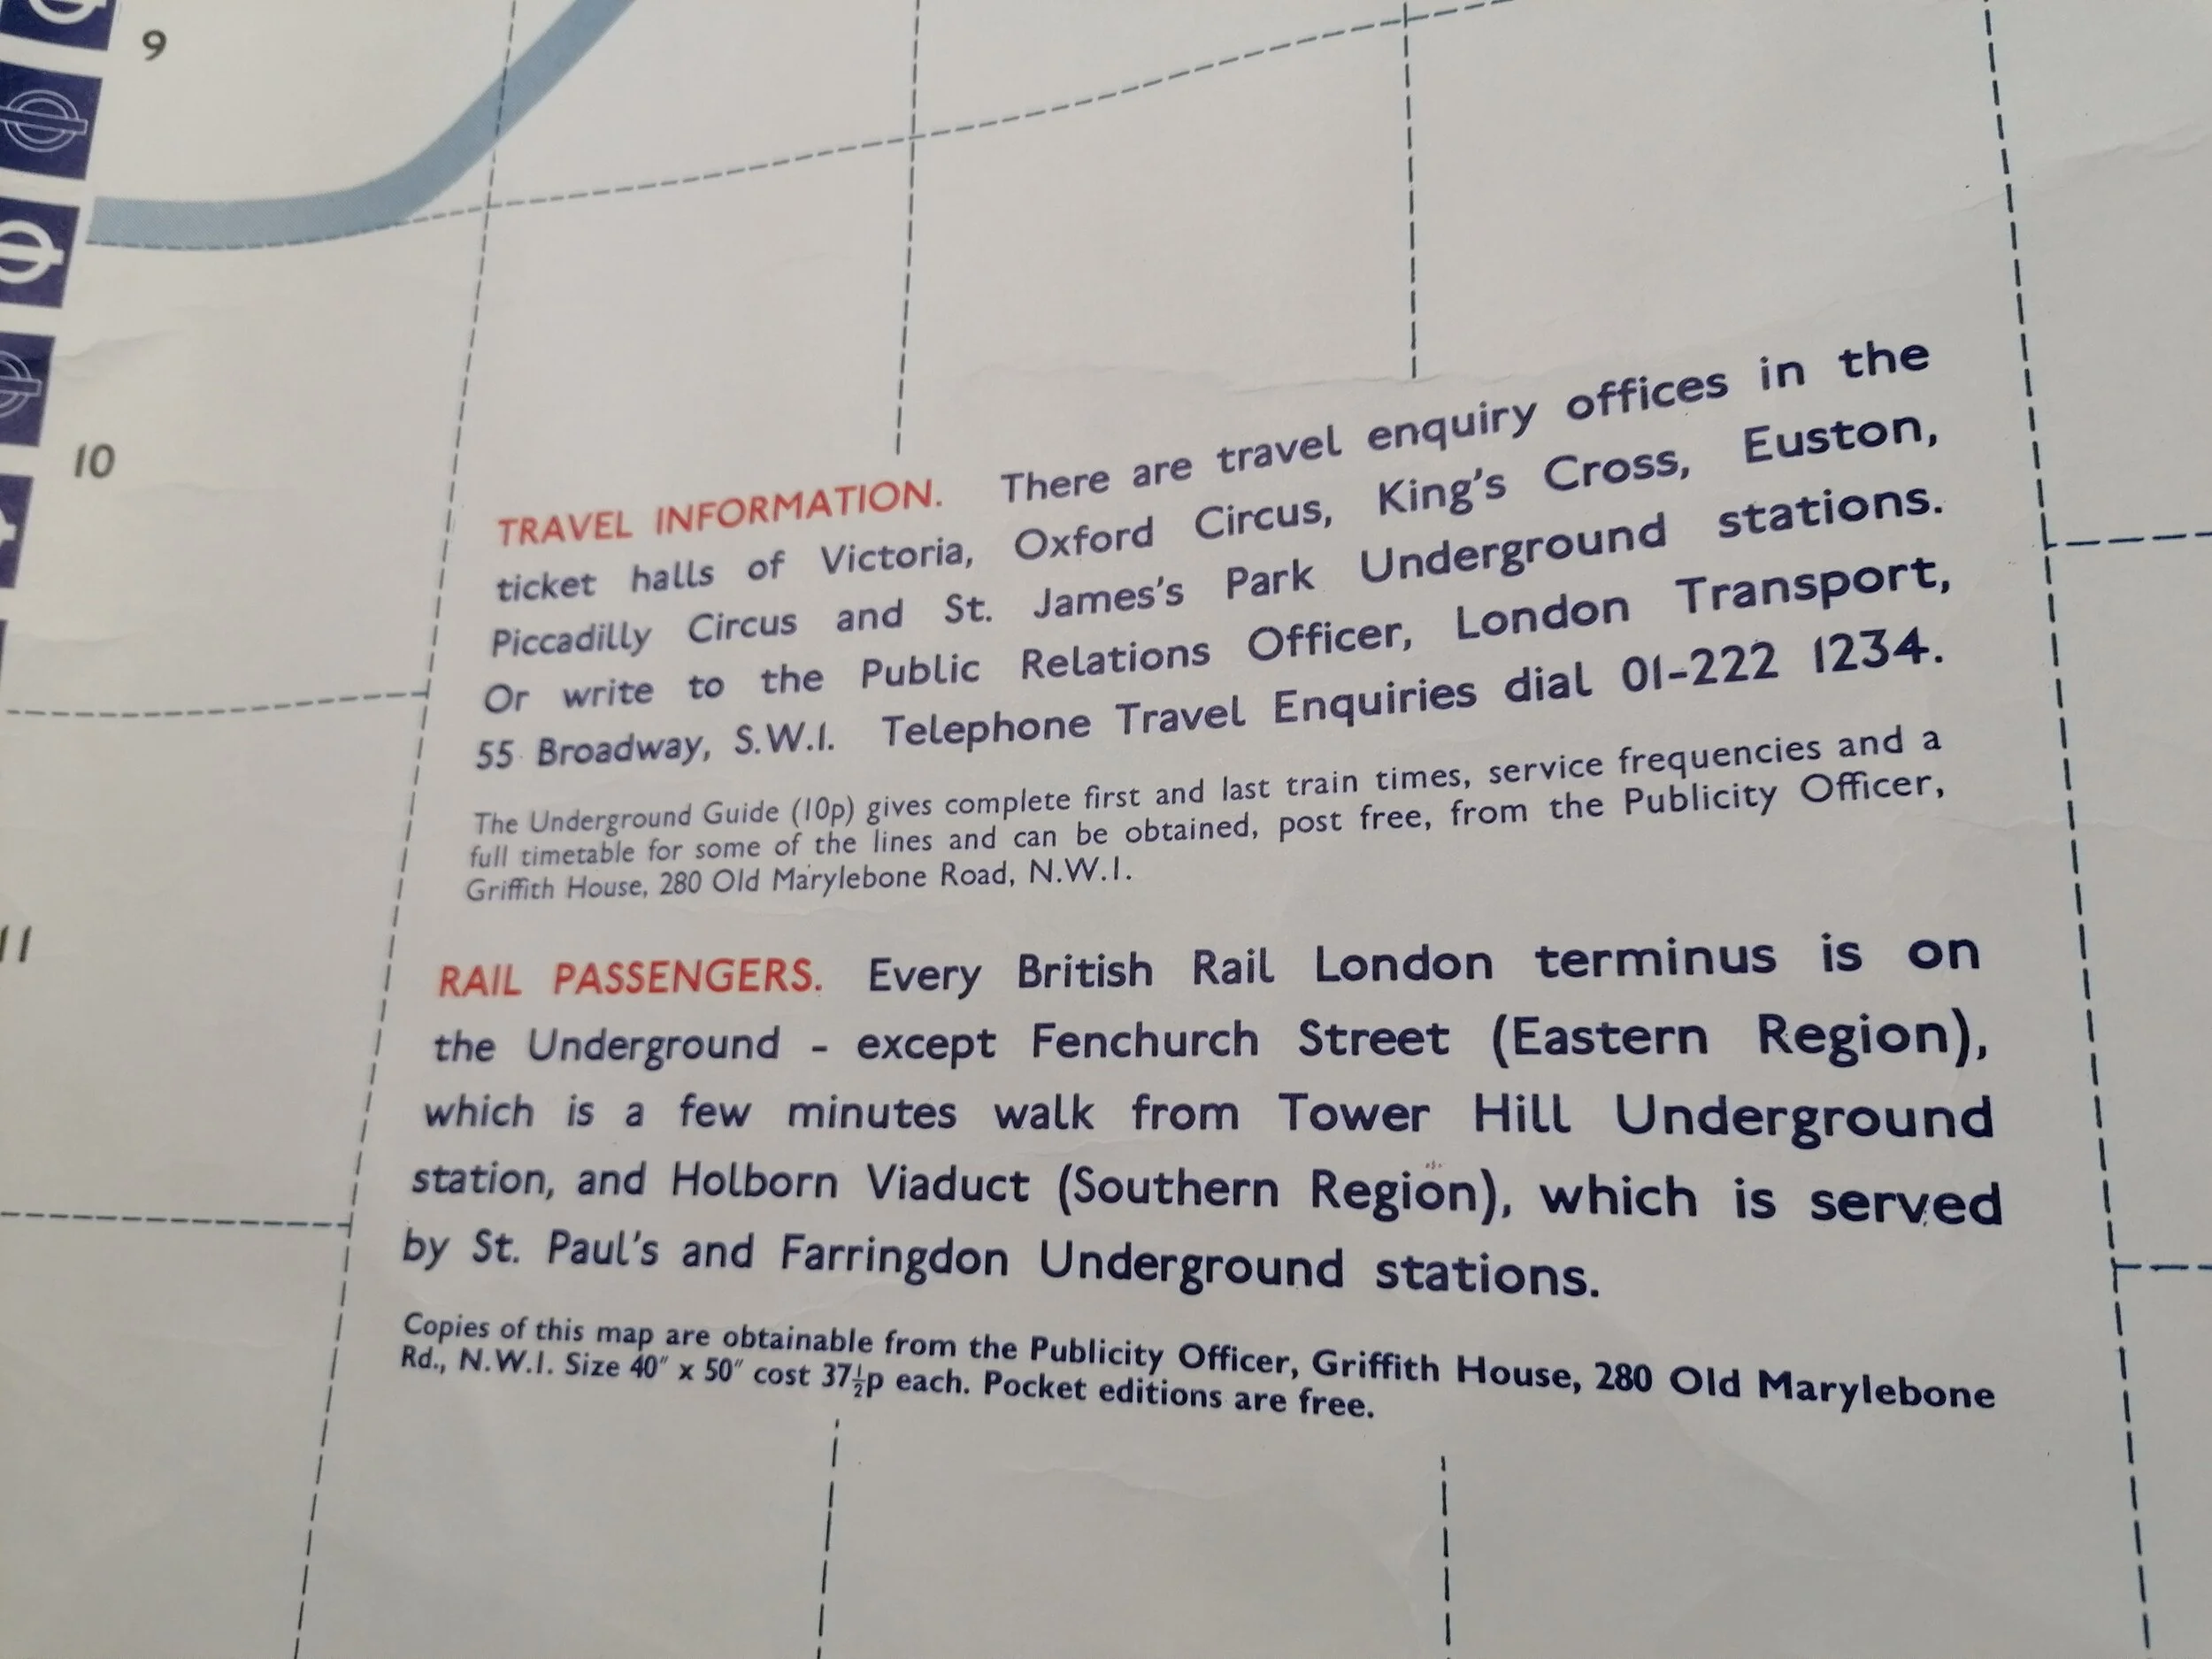 9
10
11
TRAVEL INFORMATION. There are travel enquiry offices in the
ticket halls of Victoria, Oxford Circus, King's Cross, Euston,
Piccadilly Circus and St. James's Park Underground stations.
Or write to the Public Relations Officer, London Transport,
55 Broadway, S.W.1. Telephone Travel Enquiries dial 01-222 1234.
The Underground Guide (10p) gives complete first and last train times, service frequencies and a
full timetable for some of the lines and can be obtained, post free, from the Publicity Officer,
Griffith House, 280 Old Marylebone Road, N.W.1.
RAIL PASSENGERS. Every British Rail London terminus is on
the Underground - except Fenchurch Street (Eastern Region),
which is a few minutes walk from Tower Hill Underground
station, and Holborn Viaduct (Southern Region), which is served
by St. Paul's and Farringdon Underground stations.
Copies of this map are obtainable from the Publicity Officer, Griffith House, 280 Old Marylebone
Rd., N.W.1. Size 40″ x 50″ cost 37½p each. Pocket editions are free.